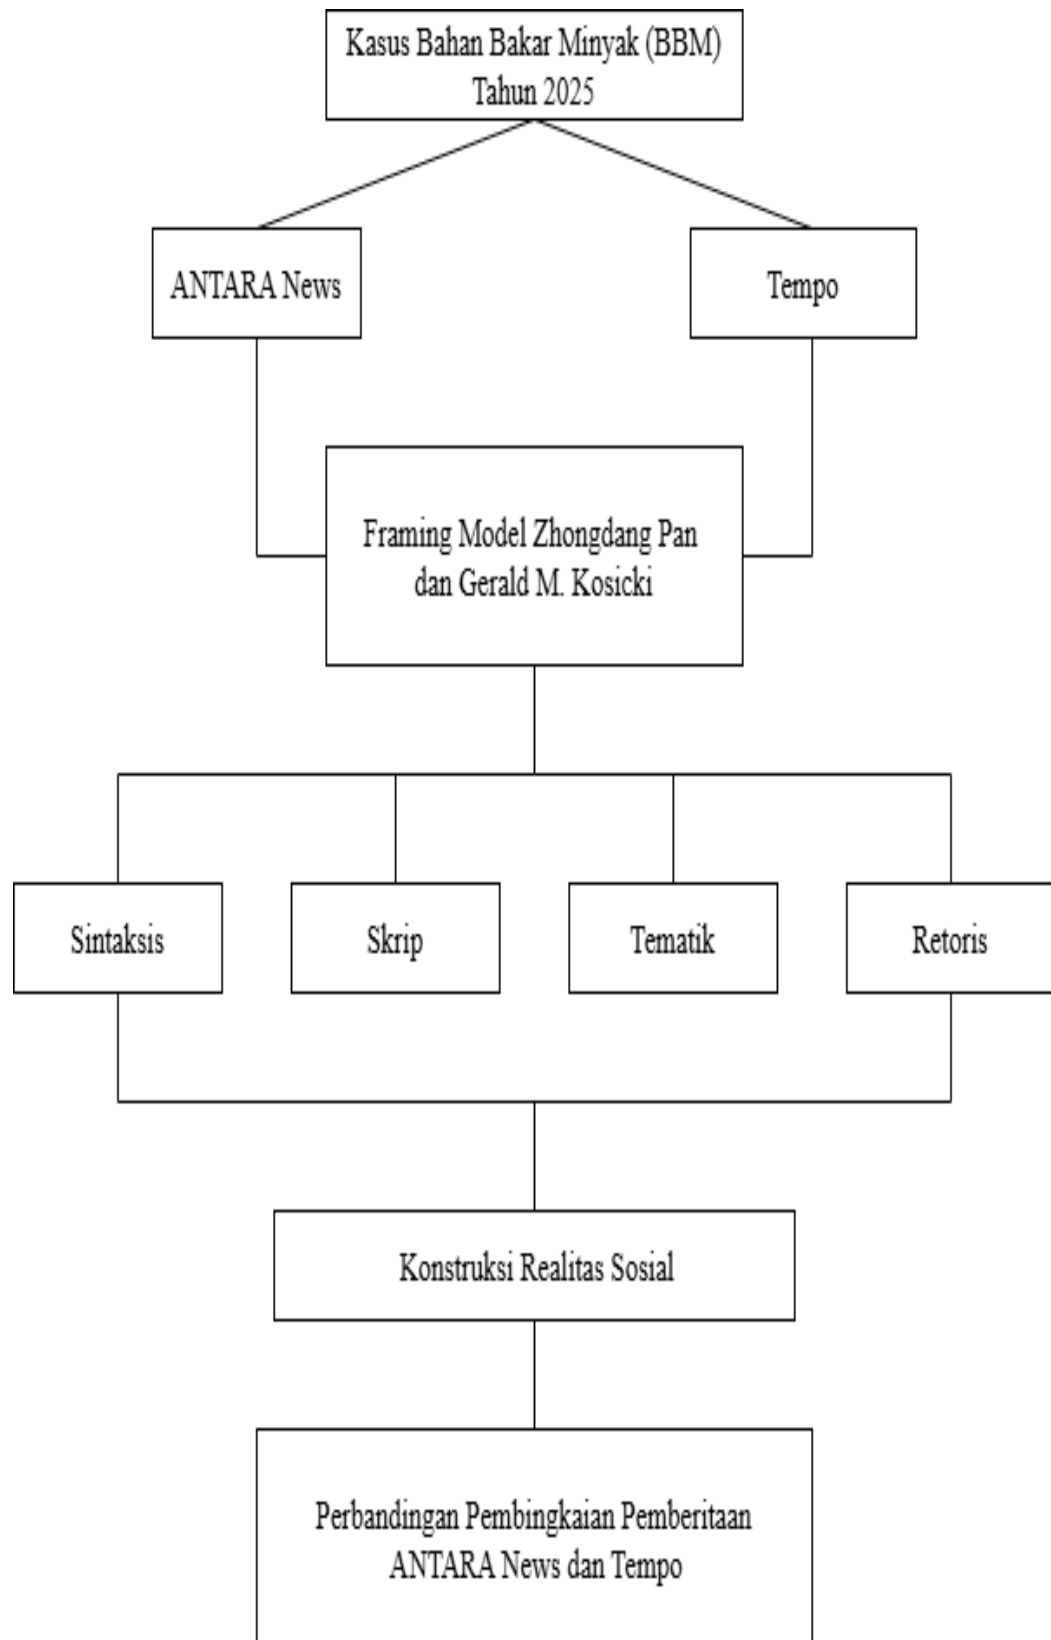 Kasus Bahan Bakar Minyak (BBM)
Tahun 2025
ANTARA News
Tempo
Framing Model Zhongdang Pan
dan Gerald M. Kosicki
Sintaksis
Skrip
Tematik
Retoris
Konstruksi Realitas Sosial
Perbandingan Pembingkaian Pemberitaan
ANTARA News dan Tempo